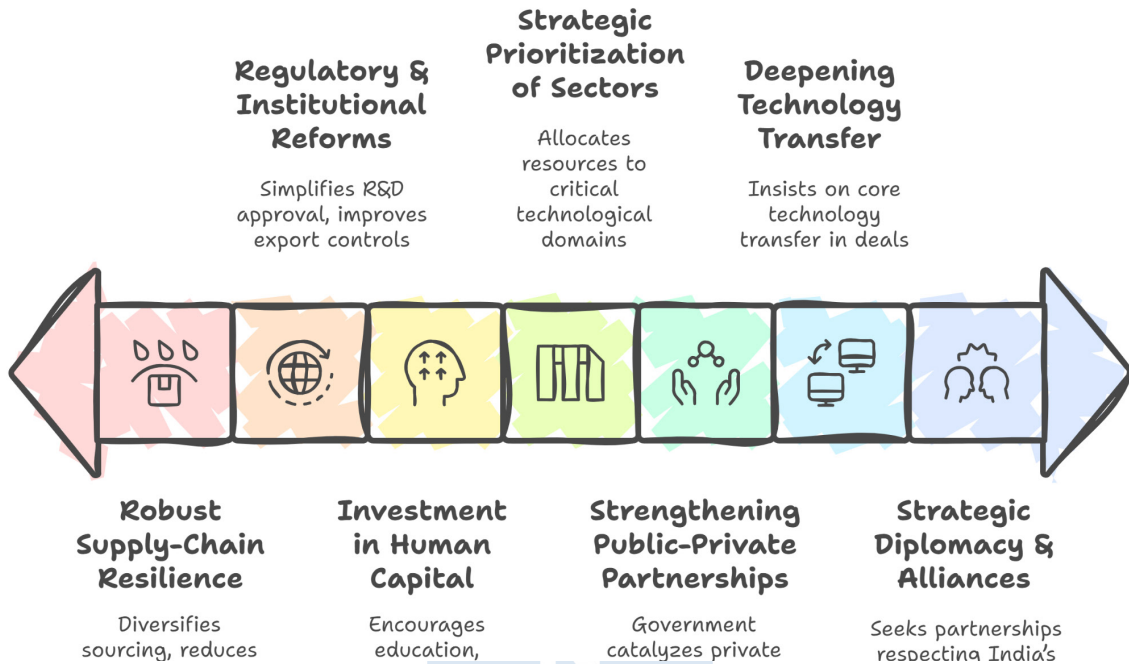 Strategic
Prioritization
of Sectors
Allocates
resources to
critical
technological
domains
Regulatory &
Institutional
Reforms
Simplifies R&D
approval, improves
export controls
Deepening
Technology
Transfer
Insists on core
technology
transfer in deals
Robust
Supply-Chain
Resilience
Diversifies
sourcing, reduces
Investment
in Human
Capital
Encourages
education,
Strengthening
Public-Private
Partnerships
Government
catalyzes private
Strategic
Diplomacy &
Alliances
Seeks partnerships
respecting India's